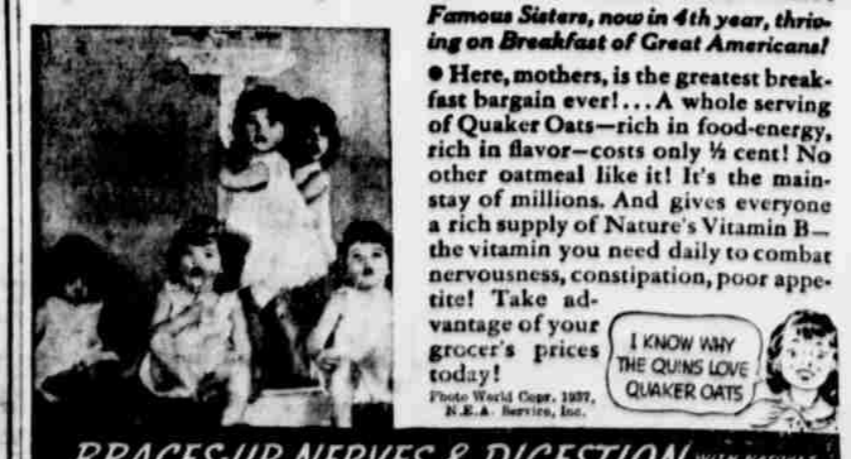 Famous Sisters, now in 4th year, thriv-
ing on Breakfast of Great Americans!
● Here, mothers, is the greatest break-
fast bargain ever!...A whole serving
of Quaker Oats—rich in food-energy,
rich in flavor—costs only ½ cent! No
other oatmeal like it! It's the main-
stay of millions. And gives everyone
a rich supply of Nature's Vitamin B—
the vitamin you need daily to combat
nervousness, constipation, poor appe-
tite! Take ad-
vantage of your
grocer's prices
today!
Photo World Copr. 1937,
N.E.A. Service, Inc.
I KNOW WHY
THE QUINS LOVE
QUAKER OATS
BRACES-UP NERVES & DIGESTION